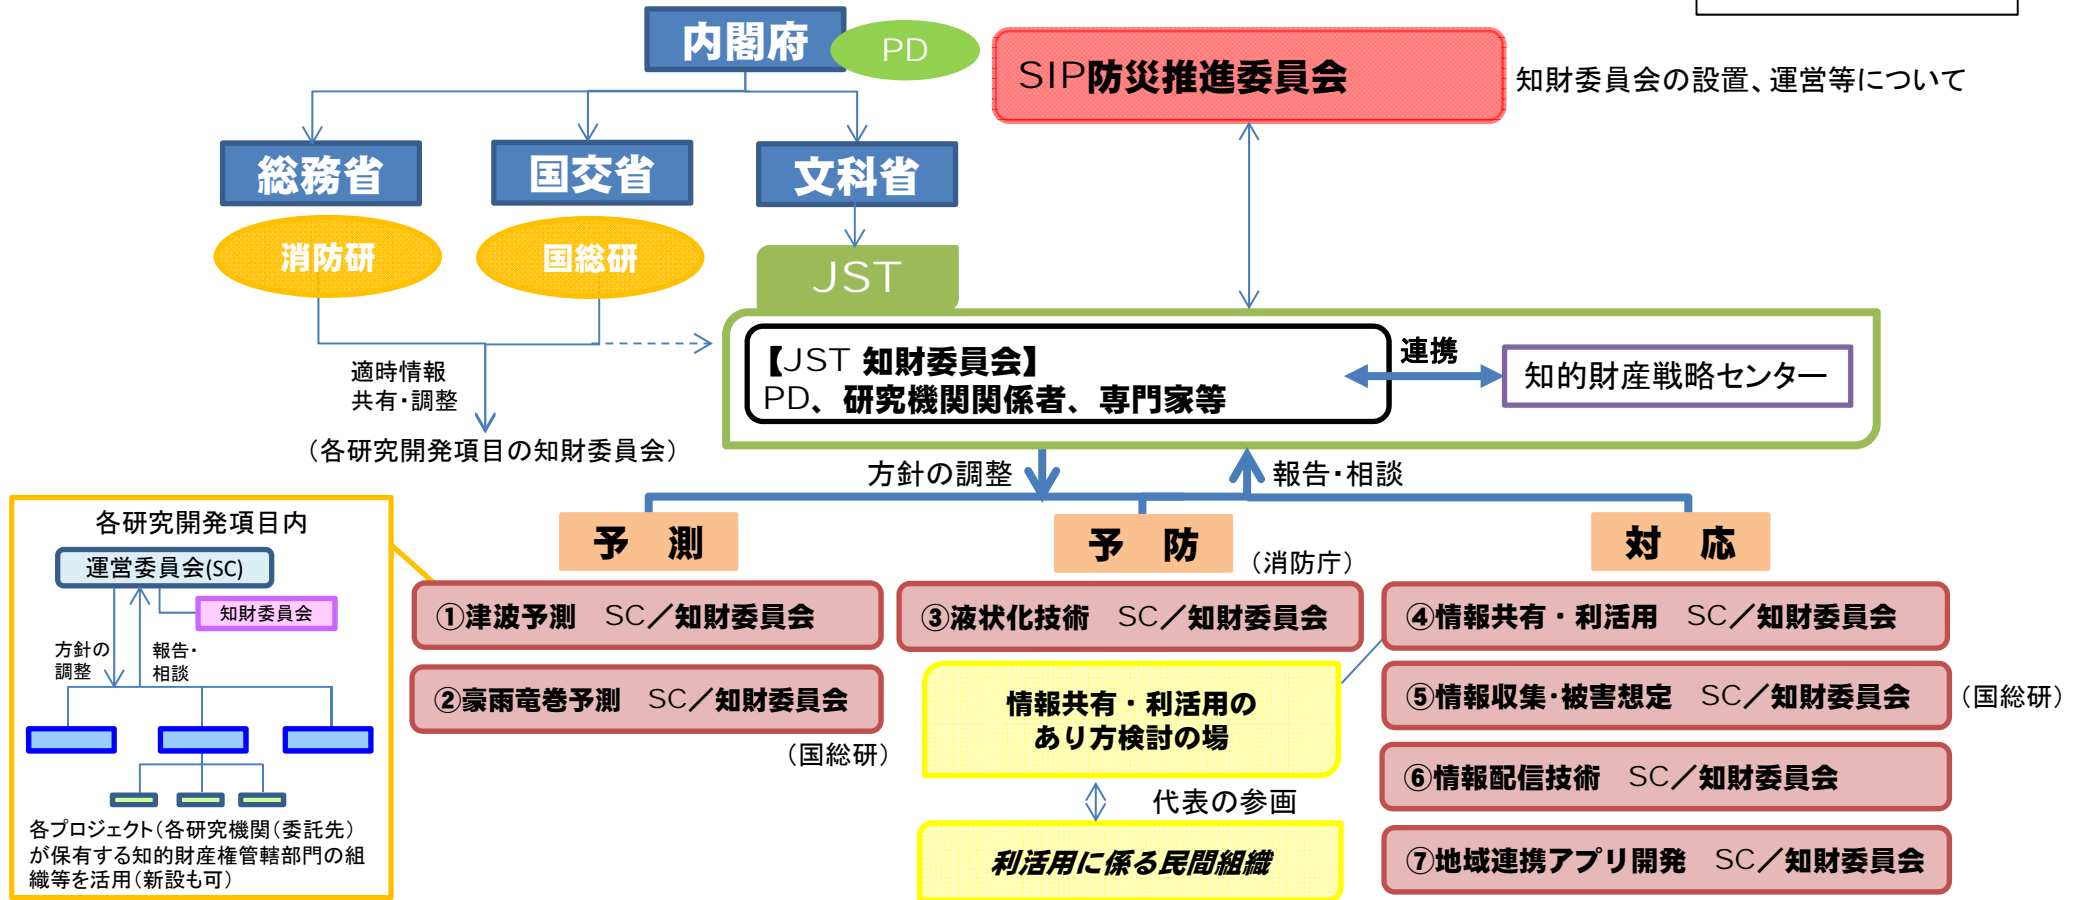 内閣府
PD
SIP防災推進委員会
知財委員会の設置、運営等について
総務省
国交省
文科省
消防研
国総研
JST
【JST 知財委員会】
PD、研究機関関係者、専門家等
連携
知的財産戦略センター
適時情報
共有・調整
（各研究開発項目の知財委員会）
方針の調整
報告・相談
各研究開発項目内
運営委員会(SC)
知財委員会
方針の
調整
報告・
相談
各プロジェクト（各研究機関（委託先）
が保有する知的財産権管轄部門の組
織等を活用（新設も可）
予 測
①津波予測 SC／知財委員会
②豪雨竜巻予測 SC／知財委員会
（国総研）
予 防
（消防庁）
③液状化技術 SC／知財委員会
情報共有・利活用の
あり方検討の場
代表の参画
利活用に係る民間組織
対 応
④情報共有・利活用 SC／知財委員会
⑤情報収集・被害想定 SC／知財委員会
（国総研）
⑥情報配信技術 SC／知財委員会
⑦地域連携アプリ開発 SC／知財委員会